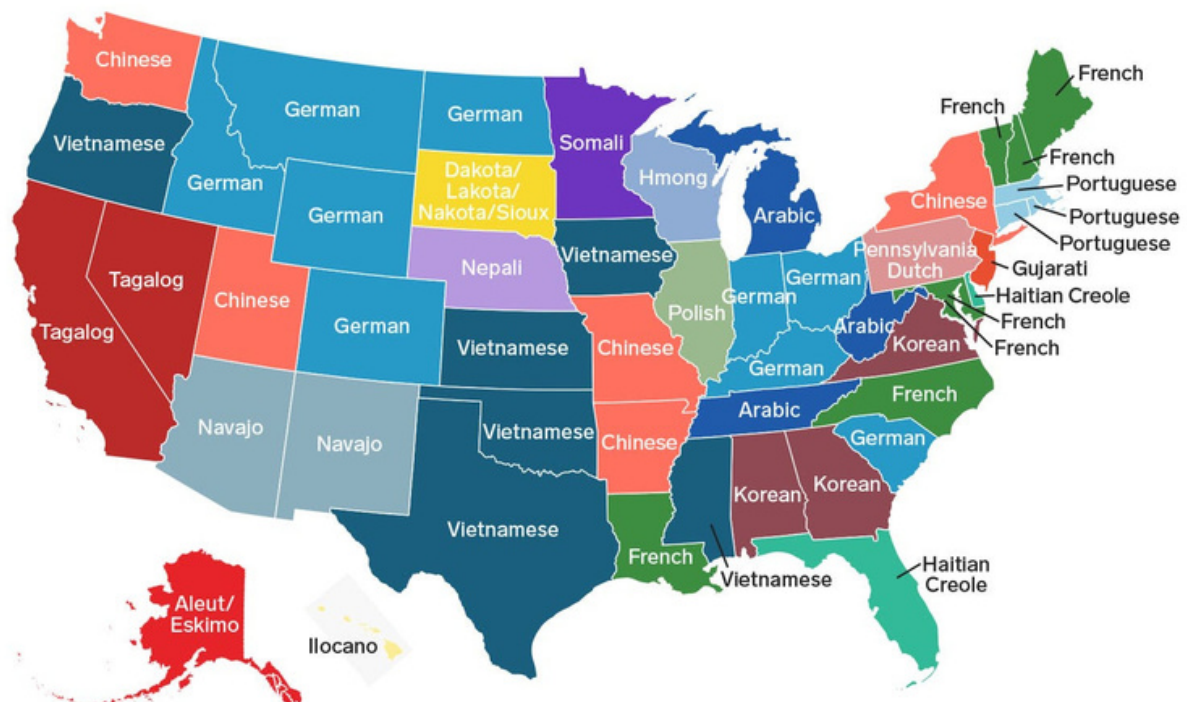 Chinese
French
German
French
German
Vietnamese
Somali
French
Dakota/
Lakota/
Nakota/Sioux
Hmong
Portuguese
German
Chinese
German
Arabic
Portuguese
Portuguese
Pennsylvania
Dutch
Vietnamese
Nepali
Gujarati
Tagalog
German
German
Haitian Creole
Chinese
Polish
French
German
Arabic
Tagalog
Korean
French
Vietnamese
Chinese
German
French
Arabic
Navajo
Vietnamese
German
Navajo
Chinese
Korean
Korean
Vietnamese
French
Haitian
Creole
Vietnamese
Aleut/
Eskimo
Ilocano